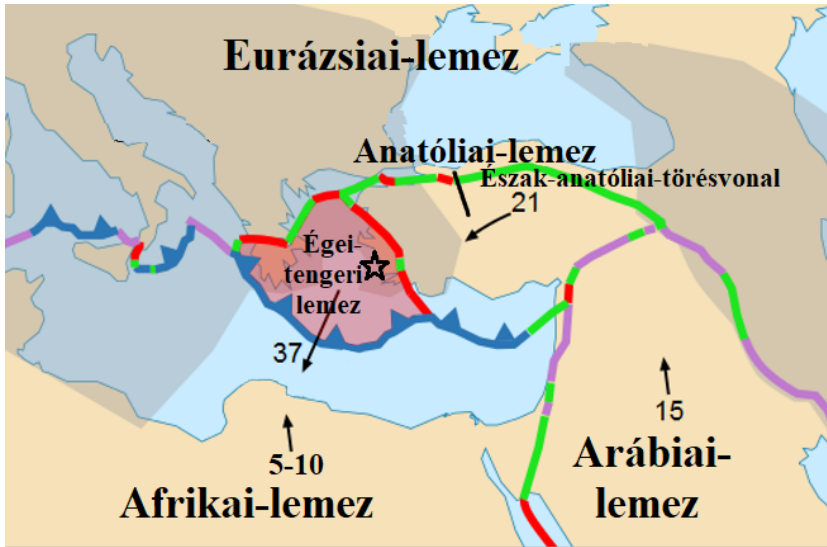 Eurázsiai-lemez
Anatóliai-lemez
Észak-anatóliai-törésvonal
21
Égei-
tengeri
lemez
37
15
5-10
Afrikai-lemez
Arábiai-
lemez